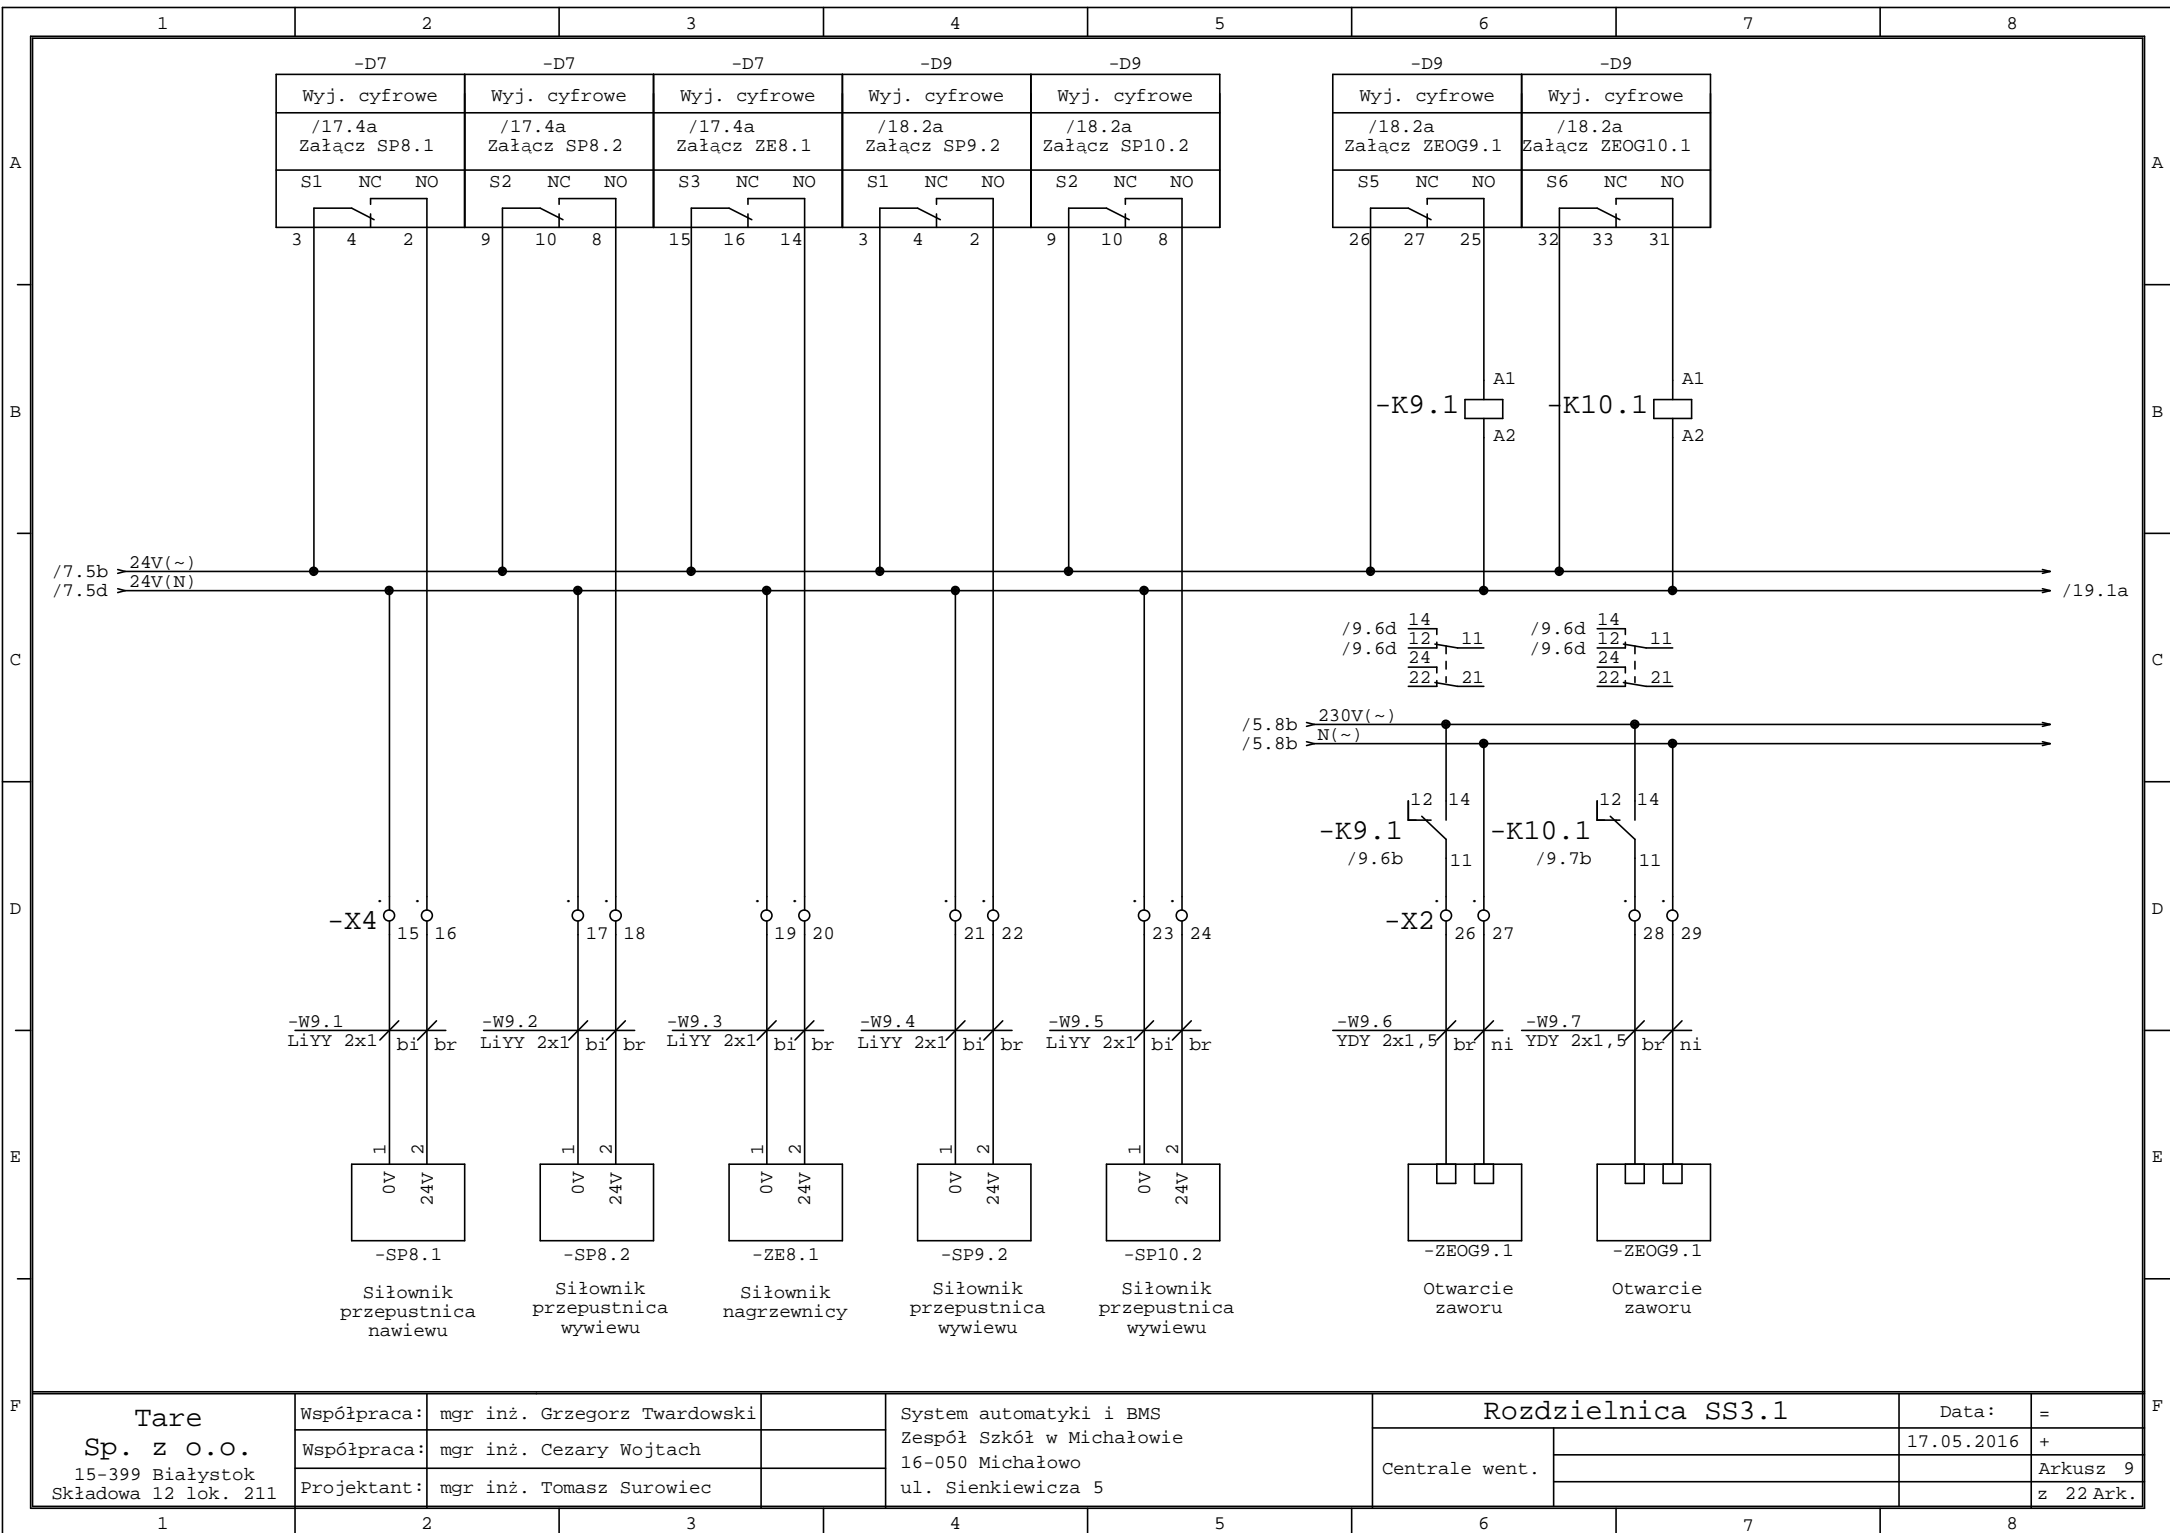 1 2 3 4 5 6 7 8
-D7 -D7 -D7 -D9 -D9 -D9 -D9
Wyj. cyfrowe Wyj. cyfrowe Wyj. cyfrowe Wyj. cyfrowe Wyj. cyfrowe Wyj. cyfrowe Wyj. cyfrowe
/17.4a /17.4a /17.4a /18.2a /18.2a /18.2a /18.2a
Załącz SP8.1 Załącz SP8.2 Załącz ZE8.1 Załącz SP9.2 Załącz SP10.2 Załącz ZEOG9.1 Załącz ZEOG10.1
A A
S1 NC NO S2 NC NO S3 NC NO S1 NC NO S2 NC NO S5 NC NO S6 NC NO
3 4 2 9 10 8 15 16 14 3 4 2 9 10 8 26 27 25 32 33 31
A1 A1
B -K9.1 -K10.1 B
A2 A2
/7.5b 24V(~)
/7.5d 24V(N) /19.1a
/9.6d 14 /9.6d 14
/9.6d 12 11 /9.6d 12 11
C 24 24 C
22 21 22 21
/5.8b 230V(~)
/5.8b N(~)
12 14 12 14
-K9.1 -K10.1
/9.6b 11 /9.7b 11
D D
-X4 15 16 17 18 19 20 21 22 23 24 -X2 26 27 28 29
-W9.1 -W9.2 -W9.3 -W9.4 -W9.5 -W9.6 -W9.7
LiYY 2x1 bi br LiYY 2x1 bi br LiYY 2x1 bi br LiYY 2x1 bi br LiYY 2x1 bi br YDY 2x1,5 br ni YDY 2x1,5 br ni
E 1 2 1 2 1 2 1 2 1 2 E
0V 24V 0V 24V 0V 24V 0V 24V 0V 24V
-SP8.1 -SP8.2 -ZE8.1 -SP9.2 -SP10.2 -ZEOG9.1 -ZEOG9.1
Siłownik Siłownik Siłownik Siłownik Siłownik Otwarcie Otwarcie
przepustnica przepustnica nagrzewnicy przepustnica przepustnica zaworu zaworu
nawiewu wywiewu wywiewu wywiewu
F F
Tare
Sp. z o.o.
15-399 Białystok
Składowa 12 lok. 211
Współpraca: mgr inż. Grzegorz Twardowski
Współpraca: mgr inż. Cezary Wojtach
Projektant: mgr inż. Tomasz Surowiec
System automatyki i BMS
Zespół Szkół w Michałowie
16-050 Michałowo
ul. Sienkiewicza 5
Rozdzielnica SS3.1
Centrale went.
Data: =
17.05.2016 +
Arkusz 9
z 22 Ark.
1 2 3 4 5 6 7 8